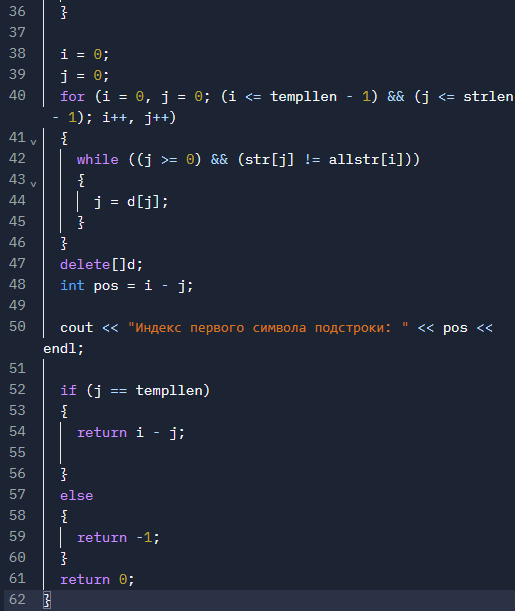 36 }
37
38 i = 0;
39 j = 0;
40 for (i = 0, j = 0; (i <= templlen - 1) && (j <= strlen
- 1); i++, j++)
41 {
42 while ((j >= 0) && (str[j] != allstr[i]))
43 {
44 j = d[j];
45 }
46 }
47 delete[]d;
48 int pos = i - j;
49
50 cout << "Индекс первого символа подстроки: " << pos <<
endl;
51
52 if (j == templlen)
53 {
54 return i - j;
55
56 }
57 else
58 {
59 return -1;
60 }
61 return 0;
62 }